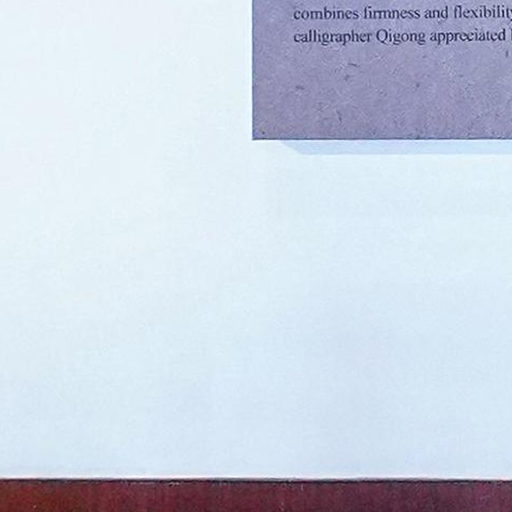 combines firmness and flexibility
calligrapher Qigong appreciated